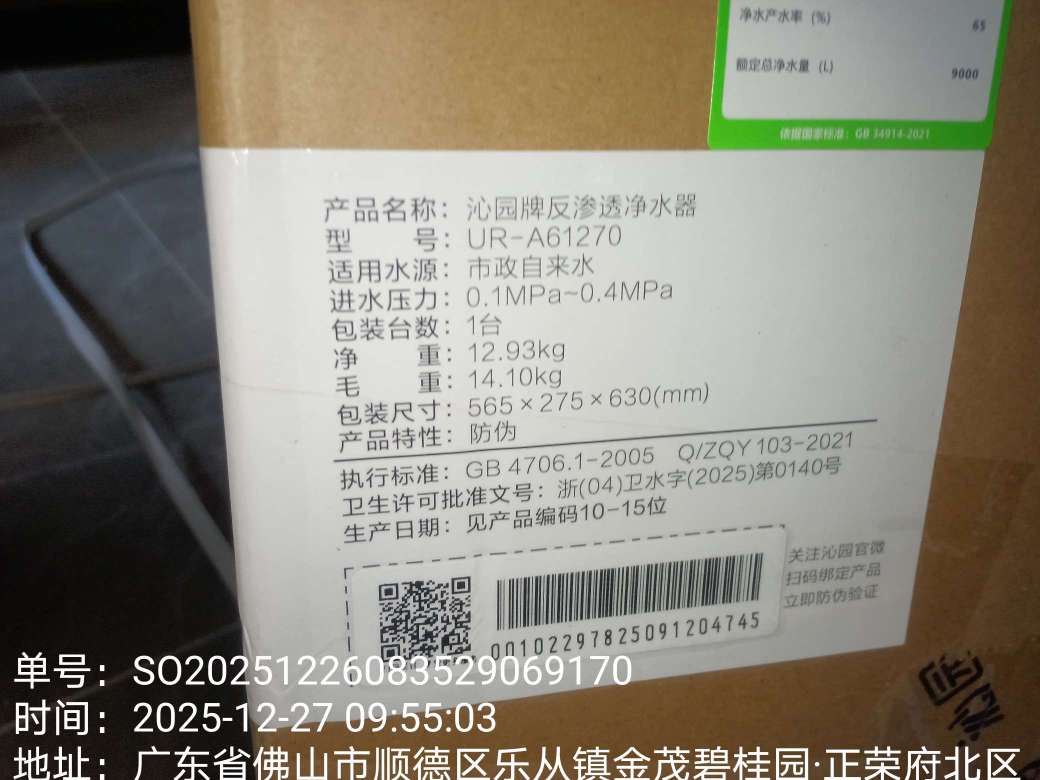 净水产水率 (%) 65
额定总净水量 (L) 9000
依据国家标准: GB 34914-2021
产品名称: 沁园牌反渗透净水器
型 号: UR-A61270
适用水源: 市政自来水
进水压力: 0.1MPa~0.4MPa
包装台数: 1台
净 重: 12.93kg
毛 重: 14.10kg
包装尺寸: 565×275×630(mm)
产品特性: 防伪
执行标准: GB 4706.1-2005 Q/ZQY 103-2021
卫生许可批准文号: 浙(04)卫水字(2025)第0140号
生产日期: 见产品编码10-15位
关注沁园官微
扫码绑定产品
立即防伪验证
00102297825091204745
沁园
单号: SO20251226083529069170
时间: 2025-12-27 09:55:03
地址: 广东省佛山市顺德区乐从镇金茂碧桂园·正荣府北区